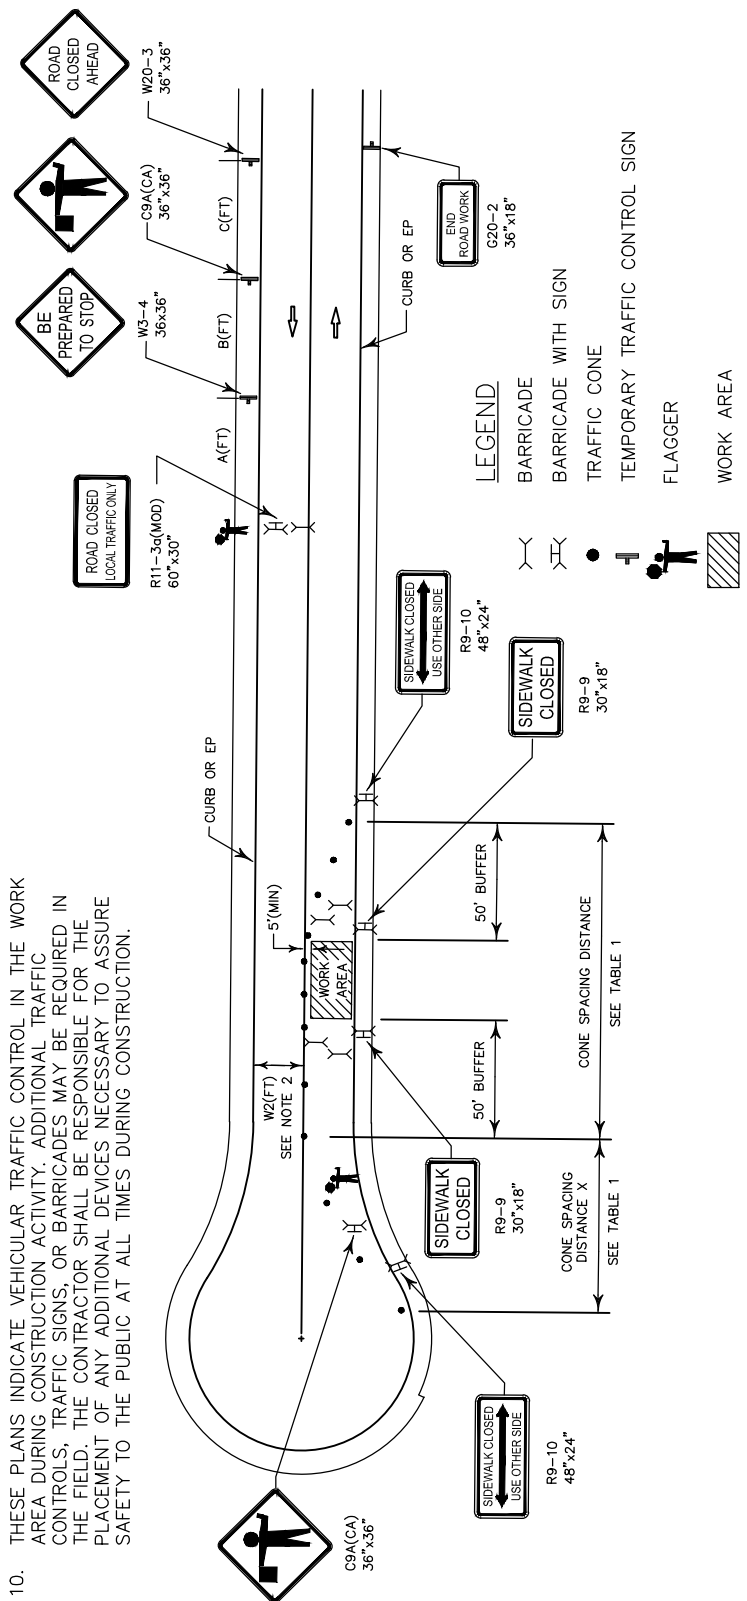 10. THESE PLANS INDICATE VEHICULAR TRAFFIC CONTROL IN THE WORK
AREA DURING CONSTRUCTION ACTIVITY. ADDITIONAL TRAFFIC
CONTROLS, TRAFFIC SIGNS, OR BARRICADES MAY BE REQUIRED IN
THE FIELD. THE CONTRACTOR SHALL BE RESPONSIBLE FOR THE
PLACEMENT OF ANY ADDITIONAL DEVICES NECESSARY TO ASSURE
SAFETY TO THE PUBLIC AT ALL TIMES DURING CONSTRUCTION.
C9A(CA)
36"x36"
ROAD CLOSED
LOCAL TRAFFIC ONLY
R11-3a(MOD)
60"x30"
BE
PREPARED
TO STOP
W3-4
36x36"
C9A(CA)
36"x36"
ROAD
CLOSED
AHEAD
W20-3
36"x36"
A(FT)
B(FT)
C(FT)
CURB OR EP
W2(FT)
SEE NOTE 2
5'(MIN)
WORK
AREA
CURB OR EP
END
ROAD WORK
G20-2
36"x18"
SIDEWALK CLOSED
USE OTHER SIDE
R9-10
48"x24"
SIDEWALK
CLOSED
R9-9
30"x18"
50' BUFFER
50' BUFFER
SIDEWALK
CLOSED
R9-9
30"x18"
SIDEWALK CLOSED
USE OTHER SIDE
R9-10
48"x24"
CONE SPACING
DISTANCE X
SEE TABLE 1
CONE SPACING DISTANCE
SEE TABLE 1
LEGEND
BARRICADE
BARRICADE WITH SIGN
TRAFFIC CONE
TEMPORARY TRAFFIC CONTROL SIGN
FLAGGER
WORK AREA